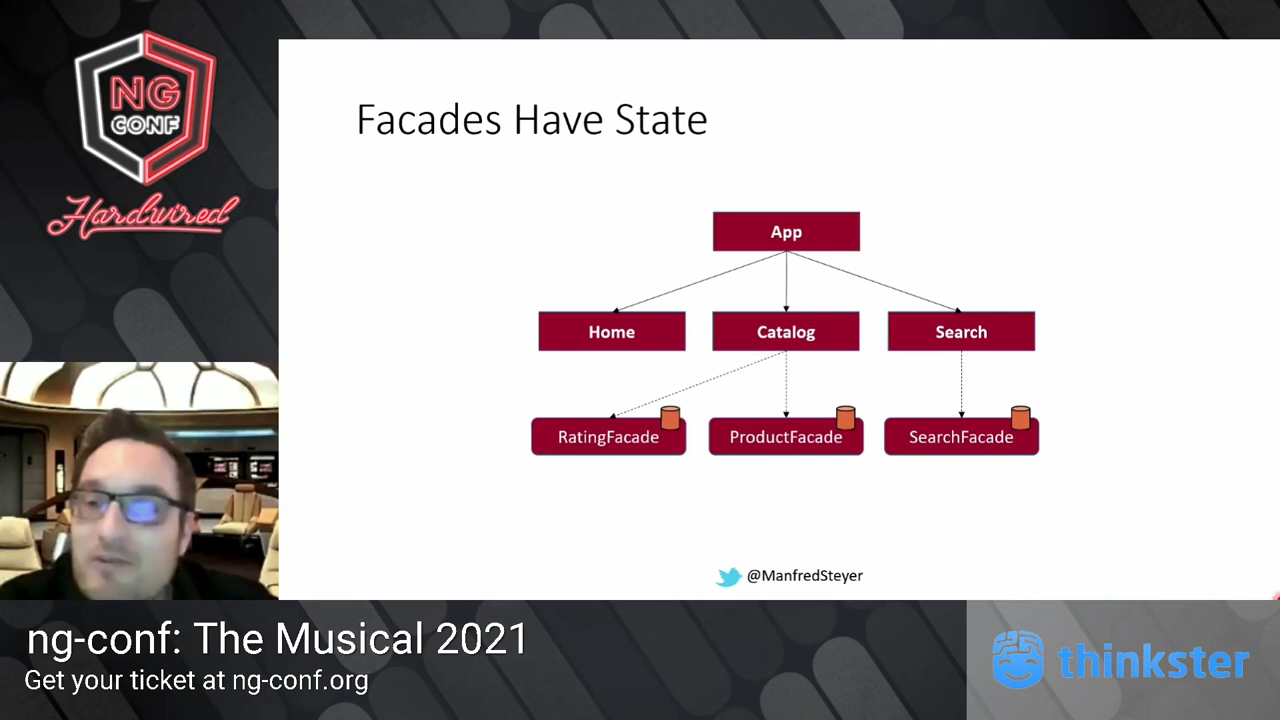 NG
CONF
Hardwired
Facades Have State
App
Home
Catalog
Search
RatingFacade
ProductFacade
SearchFacade
@ManfredSteyer
ng-conf: The Musical 2021
Get your ticket at ng-conf.org
thinkster